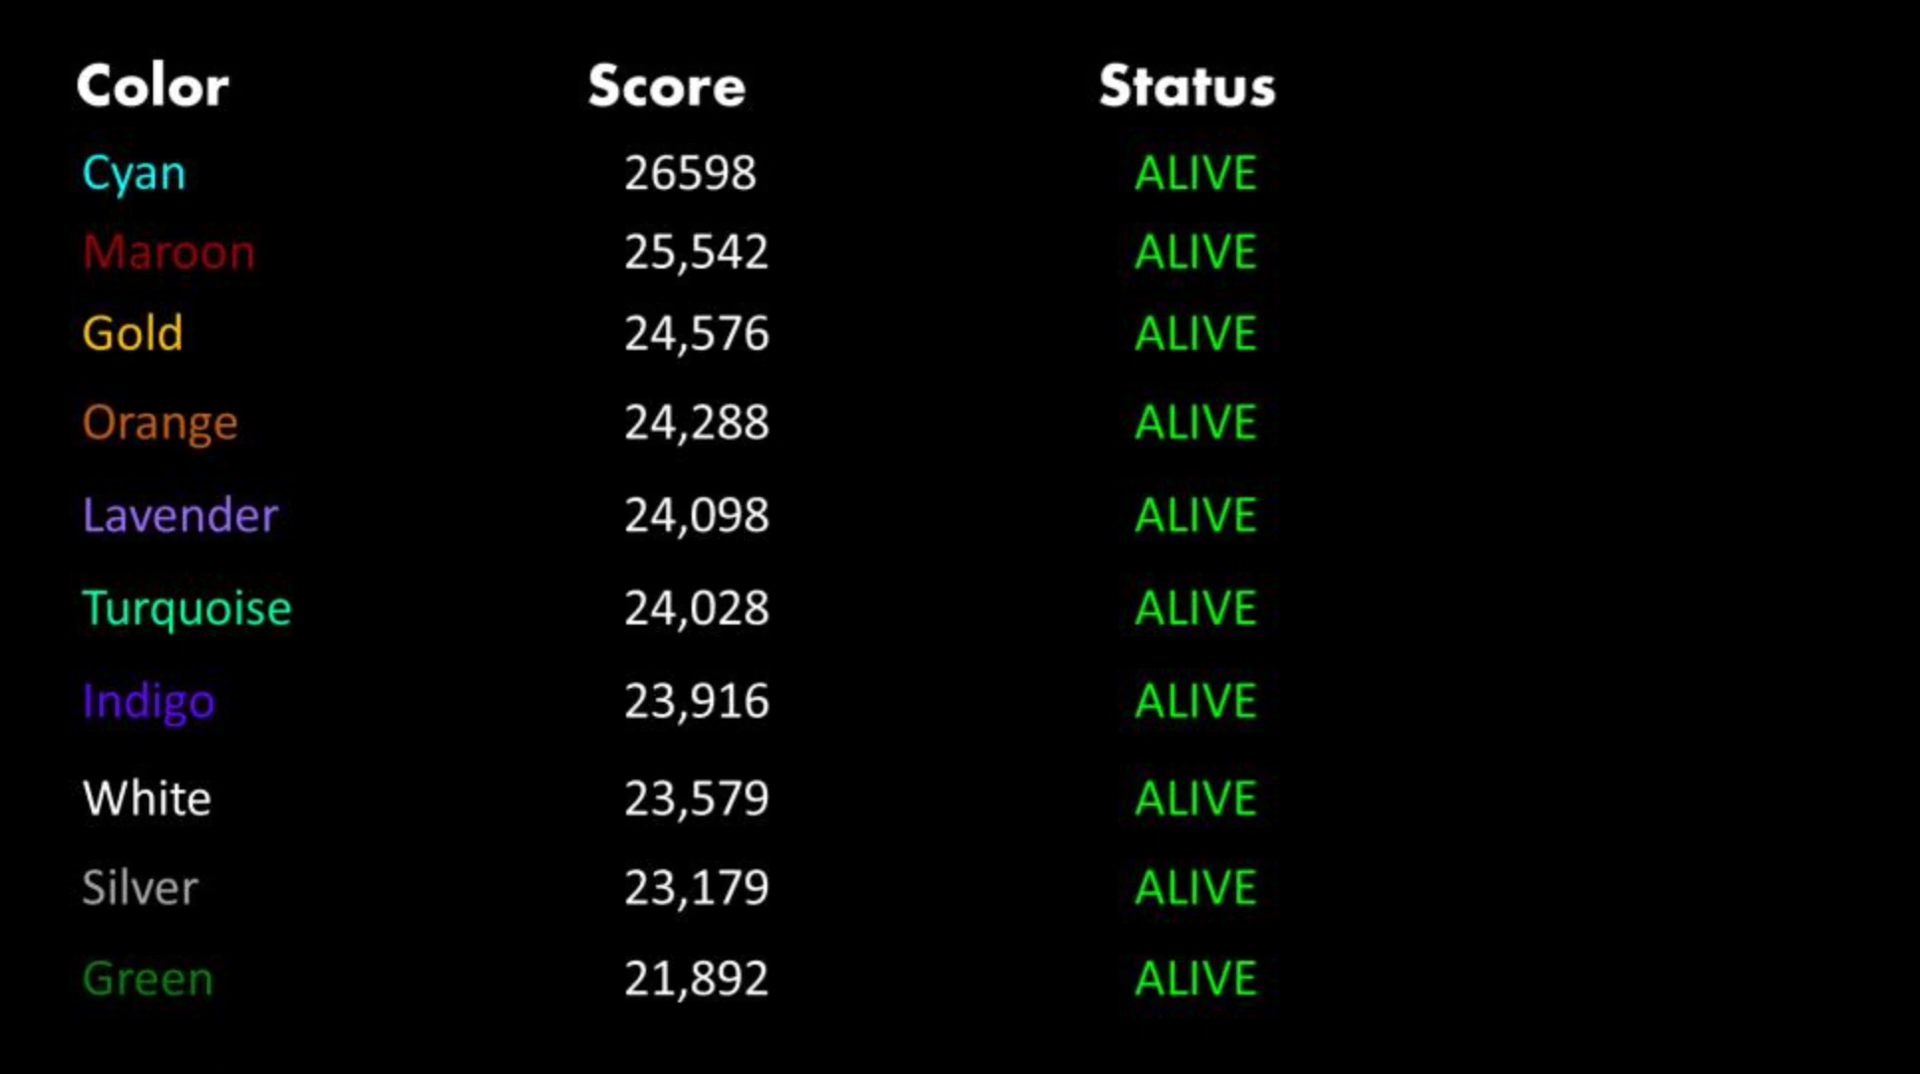 Color Score Status
Cyan 26598 ALIVE
Maroon 25,542 ALIVE
Gold 24,576 ALIVE
Orange 24,288 ALIVE
Lavender 24,098 ALIVE
Turquoise 24,028 ALIVE
Indigo 23,916 ALIVE
White 23,579 ALIVE
Silver 23,179 ALIVE
Green 21,892 ALIVE